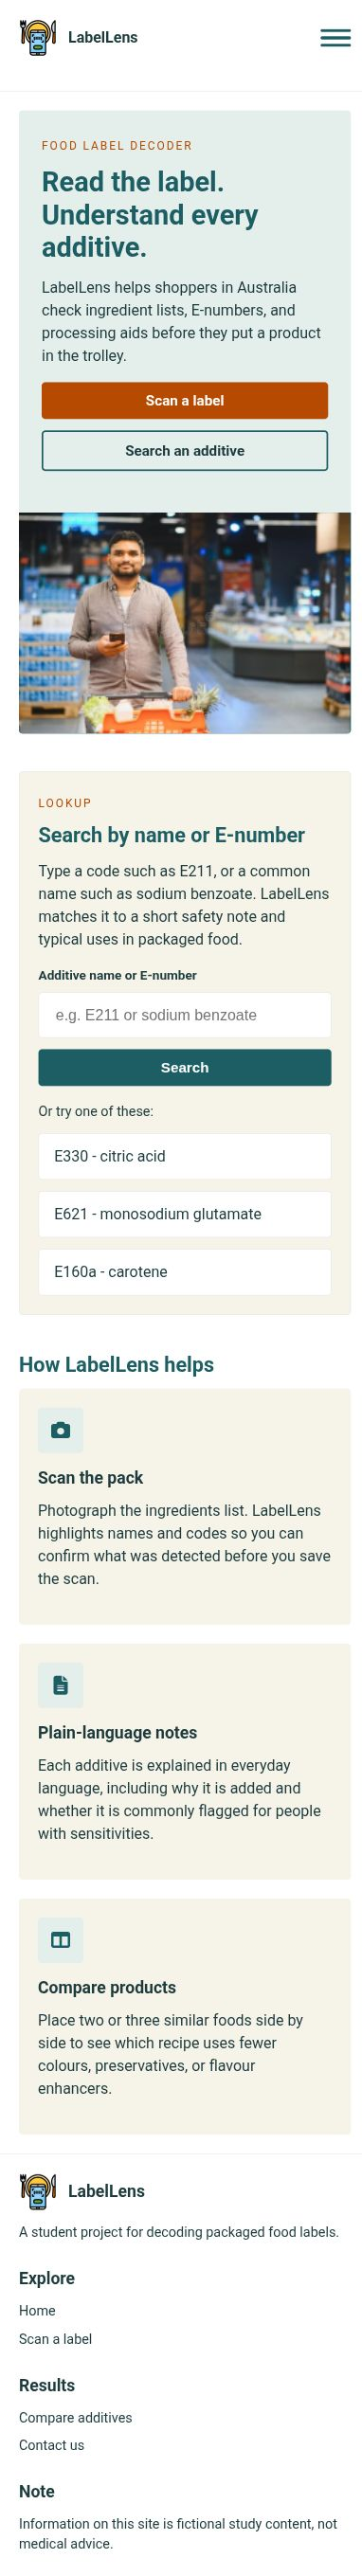 LabelLens
FOOD LABEL DECODER
Read the label.
Understand every
additive.
LabelLens helps shoppers in Australia
check ingredient lists, E-numbers, and
processing aids before they put a product
in the trolley.
Scan a label
Search an additive
LOOKUP
Search by name or E-number
Type a code such as E211, or a common
name such as sodium benzoate. LabelLens
matches it to a short safety note and
typical uses in packaged food.
Additive name or E-number
e.g. E211 or sodium benzoate
Search
Or try one of these:
E330 - citric acid
E621 - monosodium glutamate
E160a - carotene
How LabelLens helps
Scan the pack
Photograph the ingredients list. LabelLens
highlights names and codes so you can
confirm what was detected before you save
the scan.
Plain-language notes
Each additive is explained in everyday
language, including why it is added and
whether it is commonly flagged for people
with sensitivities.
Compare products
Place two or three similar foods side by
side to see which recipe uses fewer
colours, preservatives, or flavour
enhancers.
LabelLens
A student project for decoding packaged food labels.
Explore
Home
Scan a label
Results
Compare additives
Contact us
Note
Information on this site is fictional study content, not
medical advice.